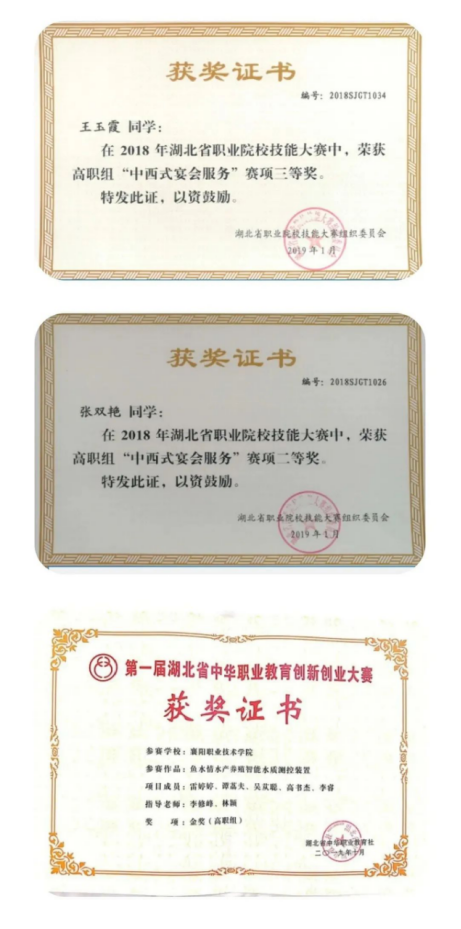 获奖证书
编号：2018SJGT1034
王玉霞 同学：
在 2018 年湖北省职业院校技能大赛中，荣获
高职组“中西式宴会服务”赛项三等奖。
特发此证，以资鼓励。
湖北省职业院校技能大赛组织委员会
2019 年 1 月
获奖证书
编号：2018SJGT1026
张双艳 同学：
在 2018 年湖北省职业院校技能大赛中，荣获
高职组“中西式宴会服务”赛项二等奖。
特发此证，以资鼓励。
湖北省职业院校技能大赛组织委员会
2019 年 1 月
第一届湖北省中华职业教育创新创业大赛
获奖证书
参赛学校：襄阳职业技术学院
参赛作品：鱼水情水产养殖智能水质测控装置
项目成员：雷婷婷、谭蒿夫、吴苁聪、高书杰、李睿
指导老师：李修峰、林颖
奖 项：金奖（高职组）
湖北省中华职业教育社
二〇一九年十月